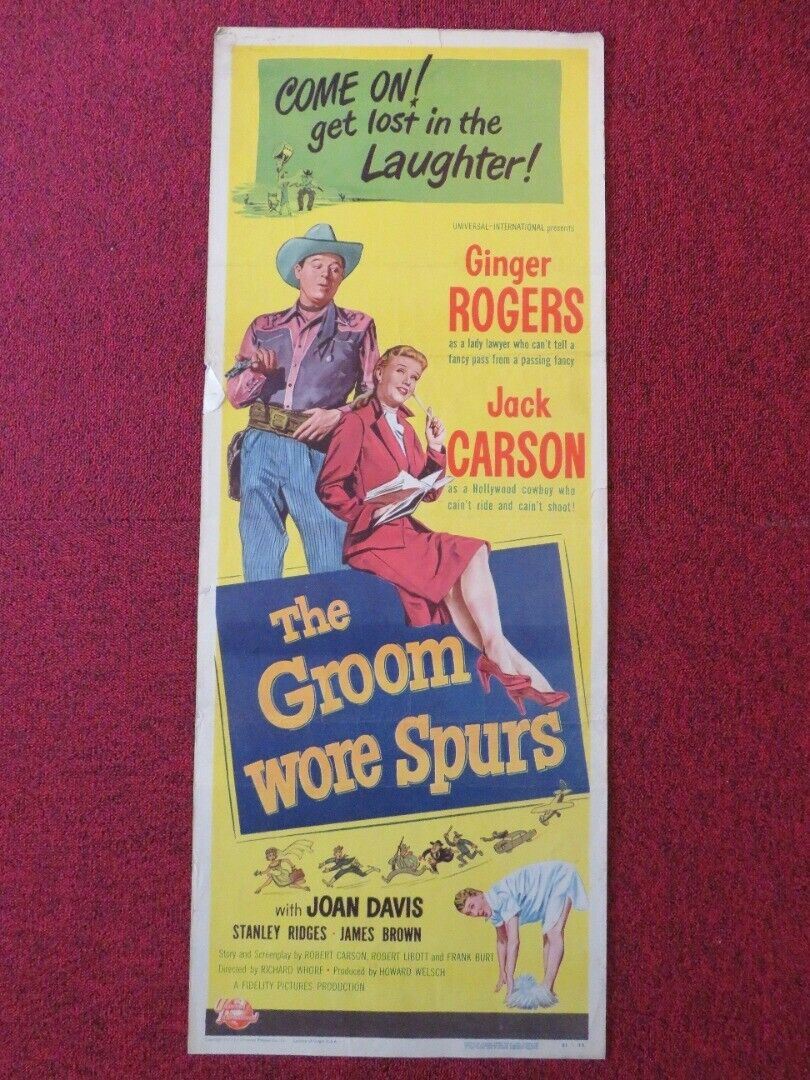 COME ON!
get lost in the
Laughter!
UNIVERSAL-INTERNATIONAL presents
Ginger
ROGERS
as a lady lawyer who can't tell a
fancy pass from a passing fancy
Jack
CARSON
as a Hollywood cowboy who
cain't ride and cain't shoot!
The
Groom
wore Spurs
with JOAN DAVIS
STANLEY RIDGES · JAMES BROWN
Story and Screenplay by ROBERT CARSON, ROBERT LIBOTT and FRANK BURT
Directed by RICHARD WHORF · Produced by HOWARD WELSCH
A FIDELITY PICTURES PRODUCTION